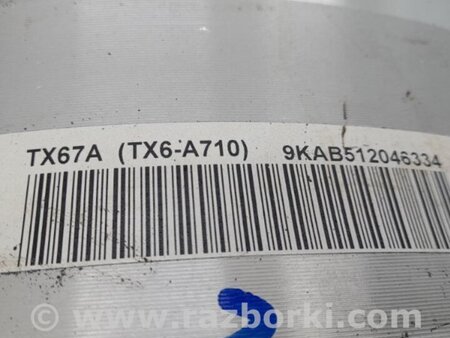 TX67A (TX6-A710) 9KAB512046334
© www.razborki.com